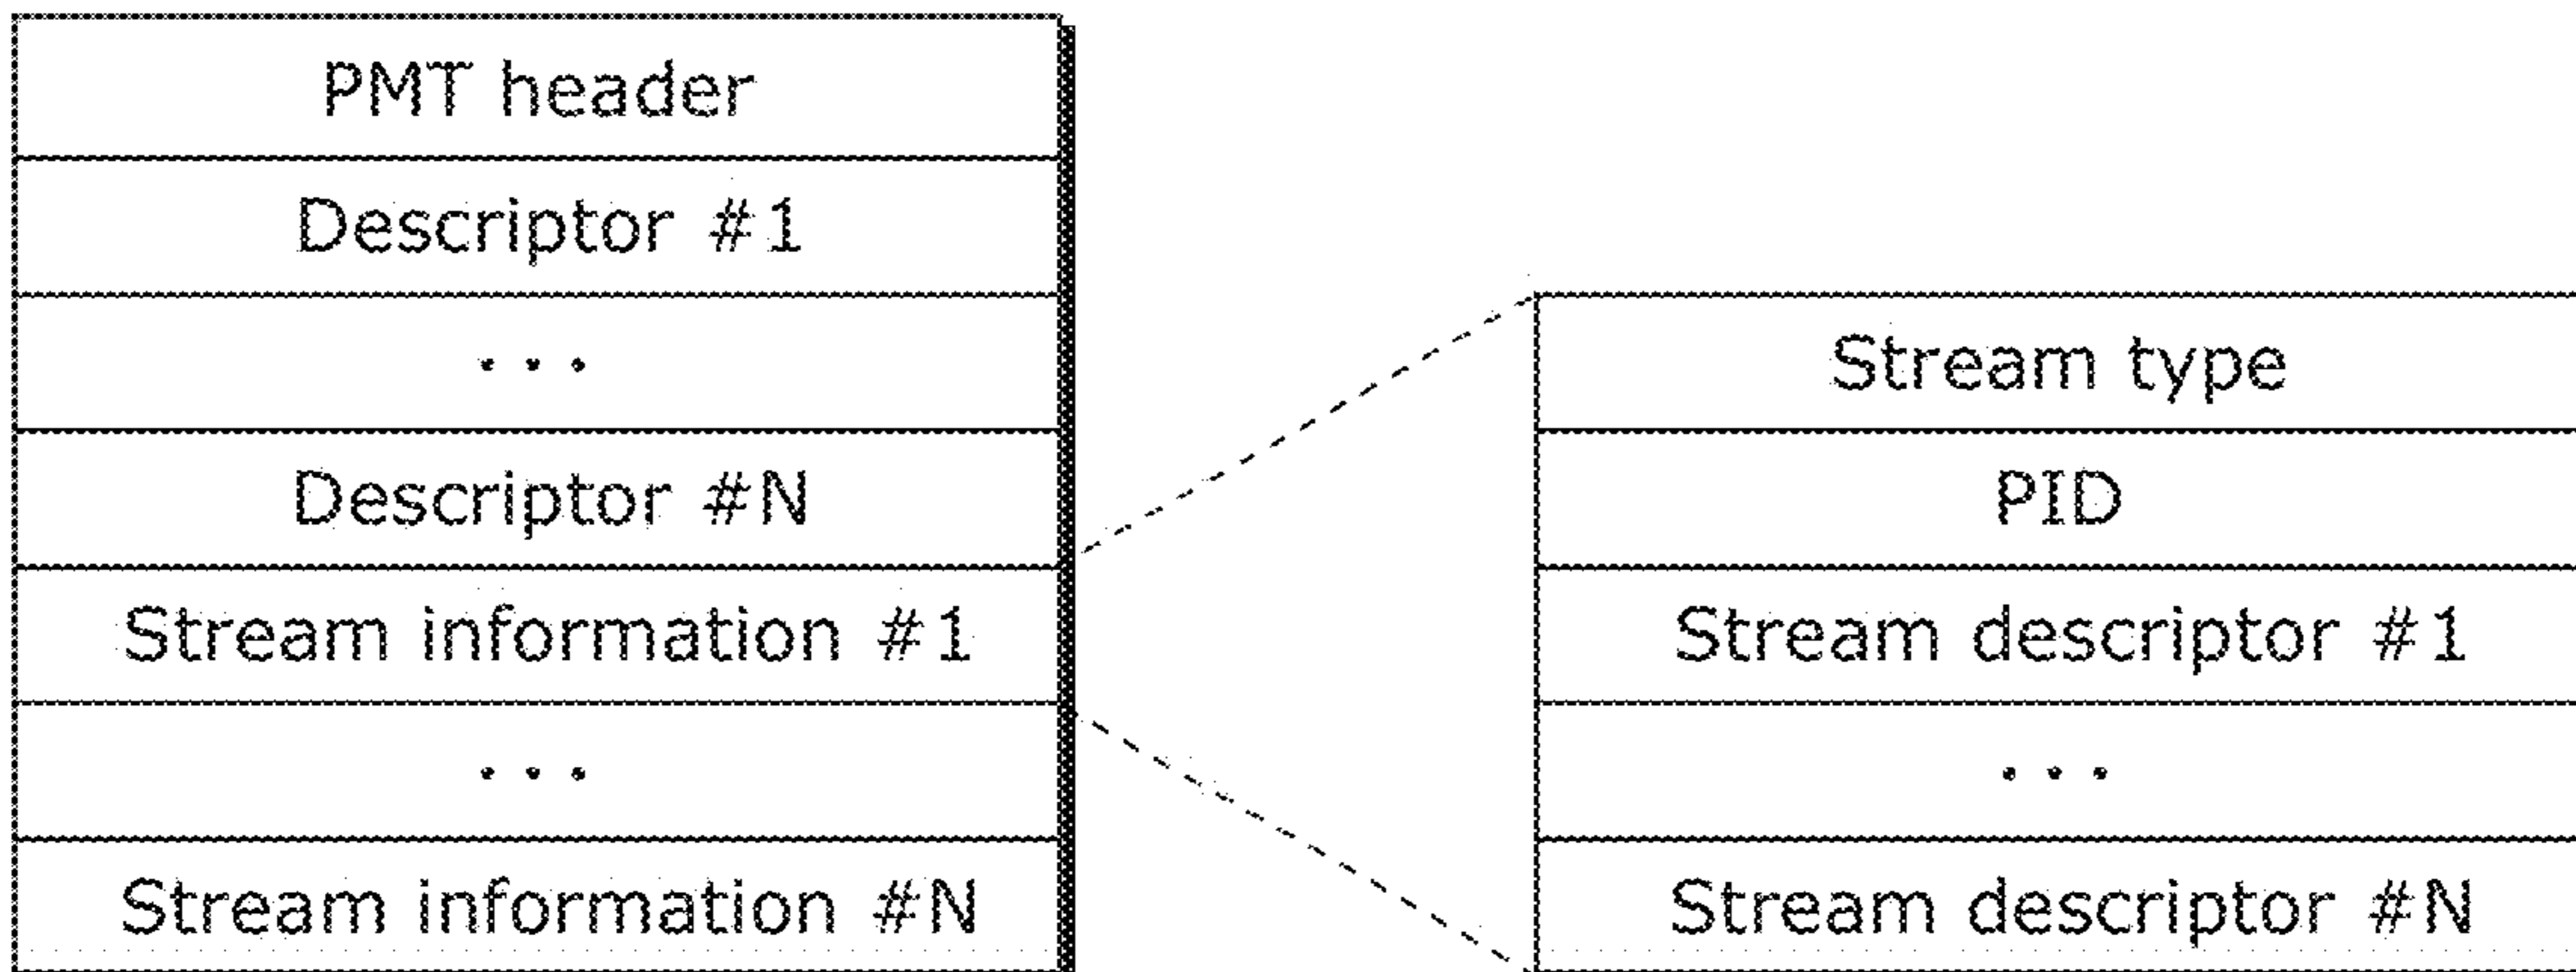 PMT header
Descriptor #1
...
Descriptor #N
Stream information #1
...
Stream information #N
Stream type
PID
Stream descriptor #1
...
Stream descriptor #N